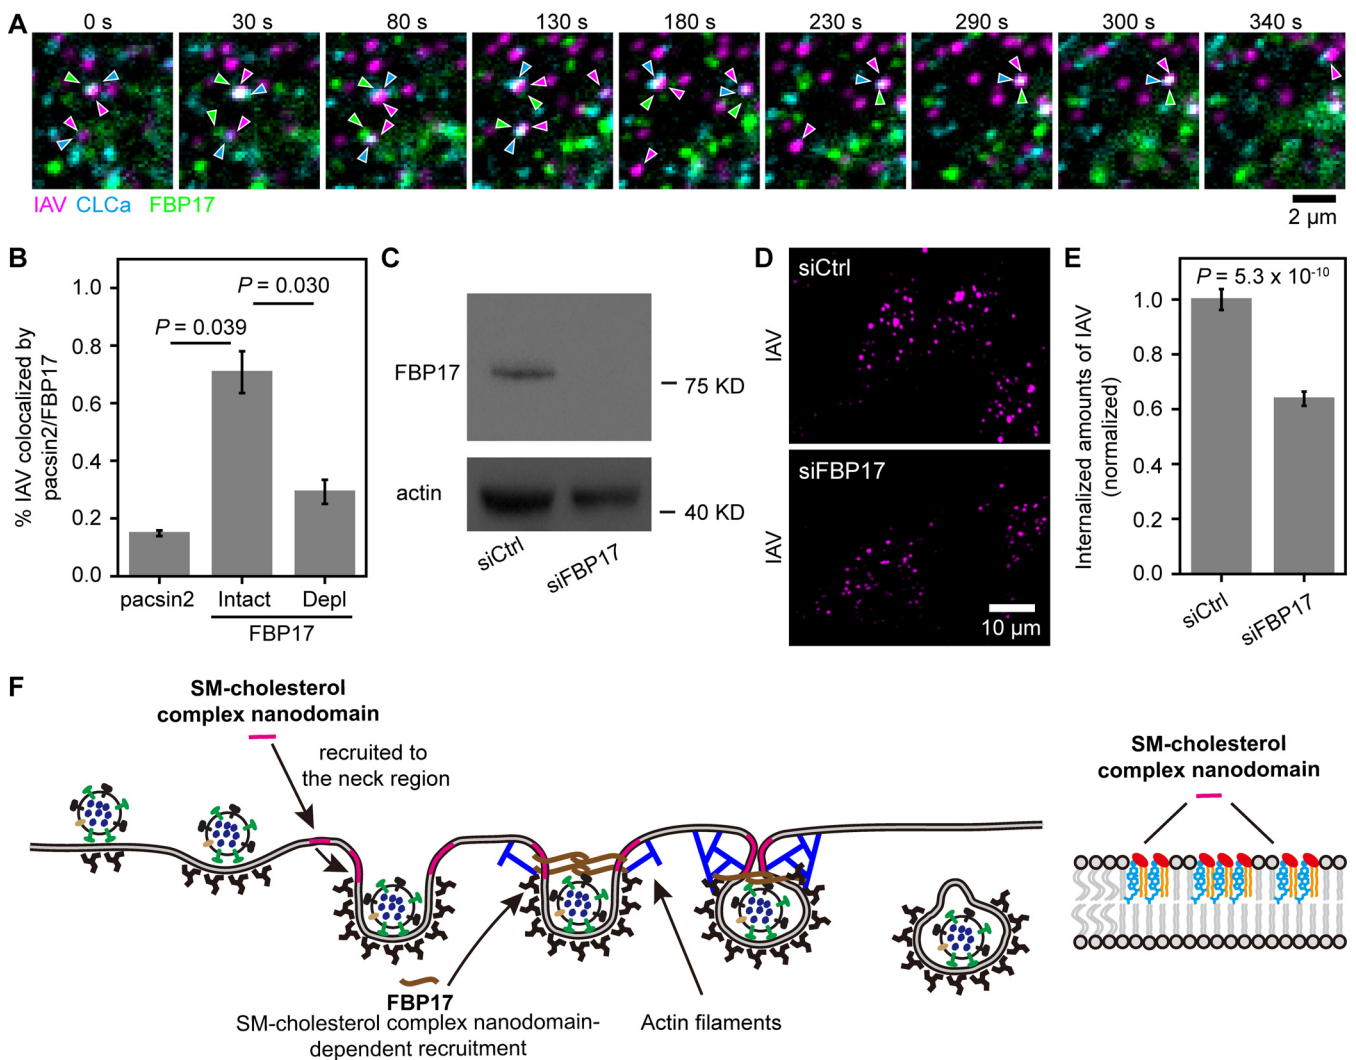 A
0 s
30 s
80 s
130 s
180 s
230 s
290 s
300 s
340 s
IAV CLCa FBP17
2 μm
B
% IAV colocalized by
pacsin2/FBP17
1.0
0.8
0.6
0.4
0.2
0.0
P = 0.030
P = 0.039
pacsin2
Intact
Depl
FBP17
C
FBP17
75 KD
actin
40 KD
siCtrl
siFBP17
D
siCtrl
IAV
siFBP17
IAV
10 μm
E
Internalized amounts of IAV
(normalized)
P = 5.3 x 10⁻¹⁰
1.0
0.8
0.6
0.4
0.2
0
siCtrl
siFBP17
F
SM-cholesterol
complex nanodomain
recruited to
the neck region
FBP17
SM-cholesterol complex nanodomain-
dependent recruitment
Actin filaments
SM-cholesterol
complex nanodomain